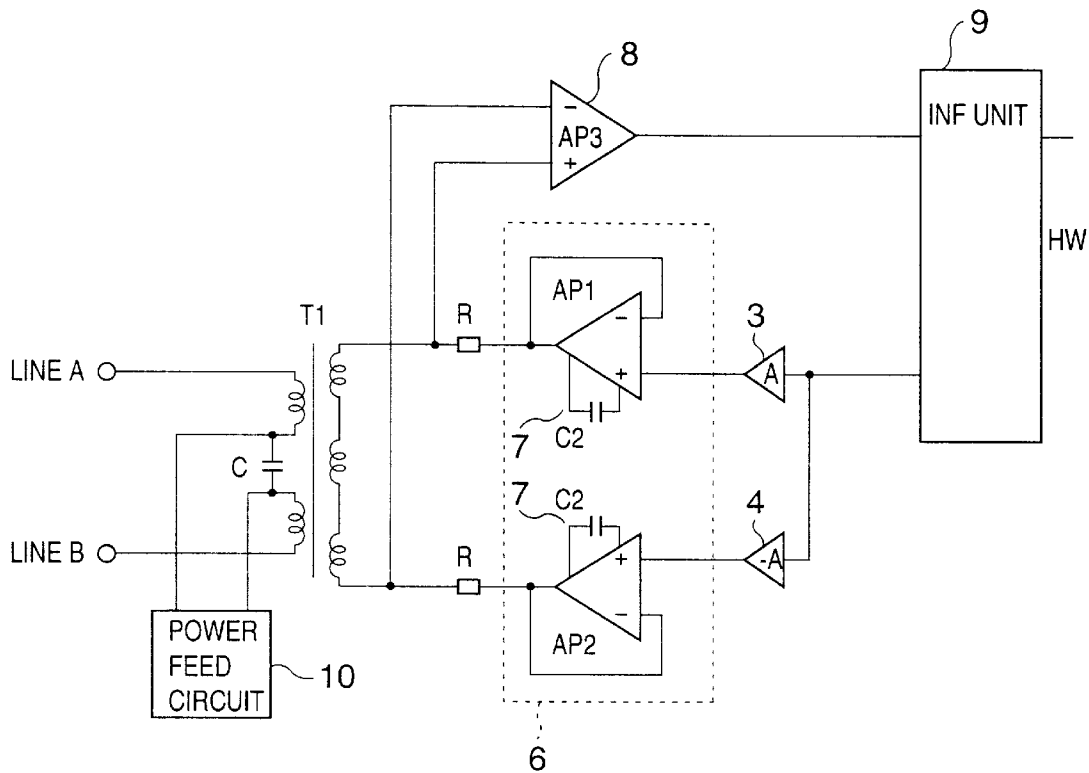 9
8
INF UNIT
−
AP3
+
HW
AP1
−
3
T1
R
A
LINE A
+
7
C2
C
7
C2
4
+
-A
LINE B
R
−
AP2
POWER
FEED
CIRCUIT
10
6